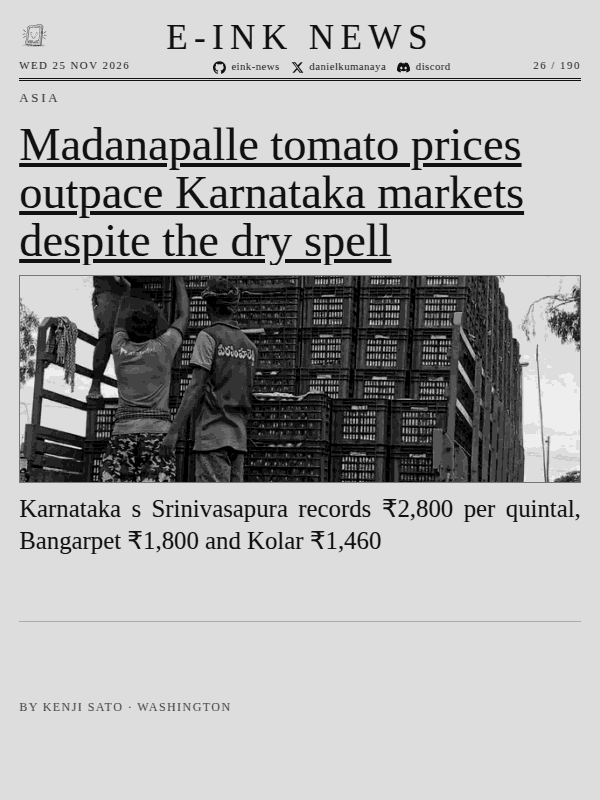 E-INK NEWS
WED 25 NOV 2026
eink-news danielkumanaya discord
26 / 190
ASIA
Madanapalle tomato prices
outpace Karnataka markets
despite the dry spell
Karnataka s Srinivasapura records ₹2,800 per quintal,
Bangarpet ₹1,800 and Kolar ₹1,460
BY KENJI SATO · WASHINGTON